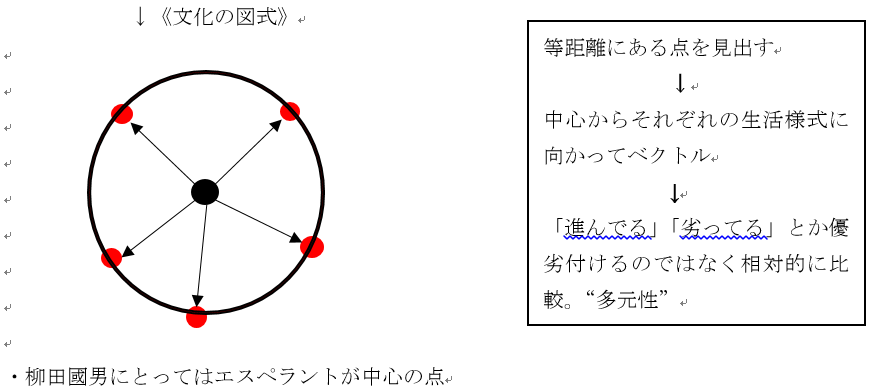 ↓《文化の図式》
等距離にある点を見出す
↓
中心からそれぞれの生活様式に
向かってベクトル
↓
「進んでる」「劣ってる」とか優
劣付けるのではなく相対的に比
較。“多元性”
・柳田國男にとってはエスペラントが中心の点